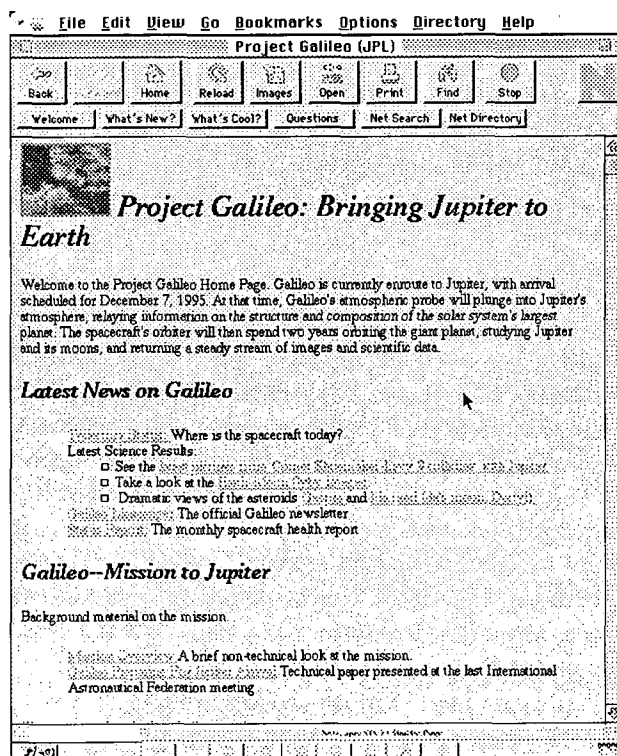 File Edit View Go Bookmarks Options Directory Help
Project Galileo (JPL)
Back Home Reload Images Open Print Find Stop
Welcome What's New? What's Cool? Questions Net Search Net Directory
Project Galileo: Bringing Jupiter to
Earth
Welcome to the Project Galileo Home Page. Galileo is currently enroute to Jupiter, with arrival
scheduled for December 7, 1995. At that time, Galileo's atmospheric probe will plunge into Jupiter's
atmosphere, relaying information on the structure and composition of the solar system's largest
planet. The spacecraft's orbiter will then spend two years orbiting the giant planet, studying Jupiter
and its moons, and returning a steady stream of images and scientific data.
Latest News on Galileo
Where is the spacecraft today?
Latest Science Results:
See the
Take a look at the
Dramatic views of the asteroids and
The official Galileo newsletter
The monthly spacecraft health report
Galileo--Mission to Jupiter
Background material on the mission.
A brief non-technical look at the mission.
Technical paper presented at the last International
Astronautical Federation meeting